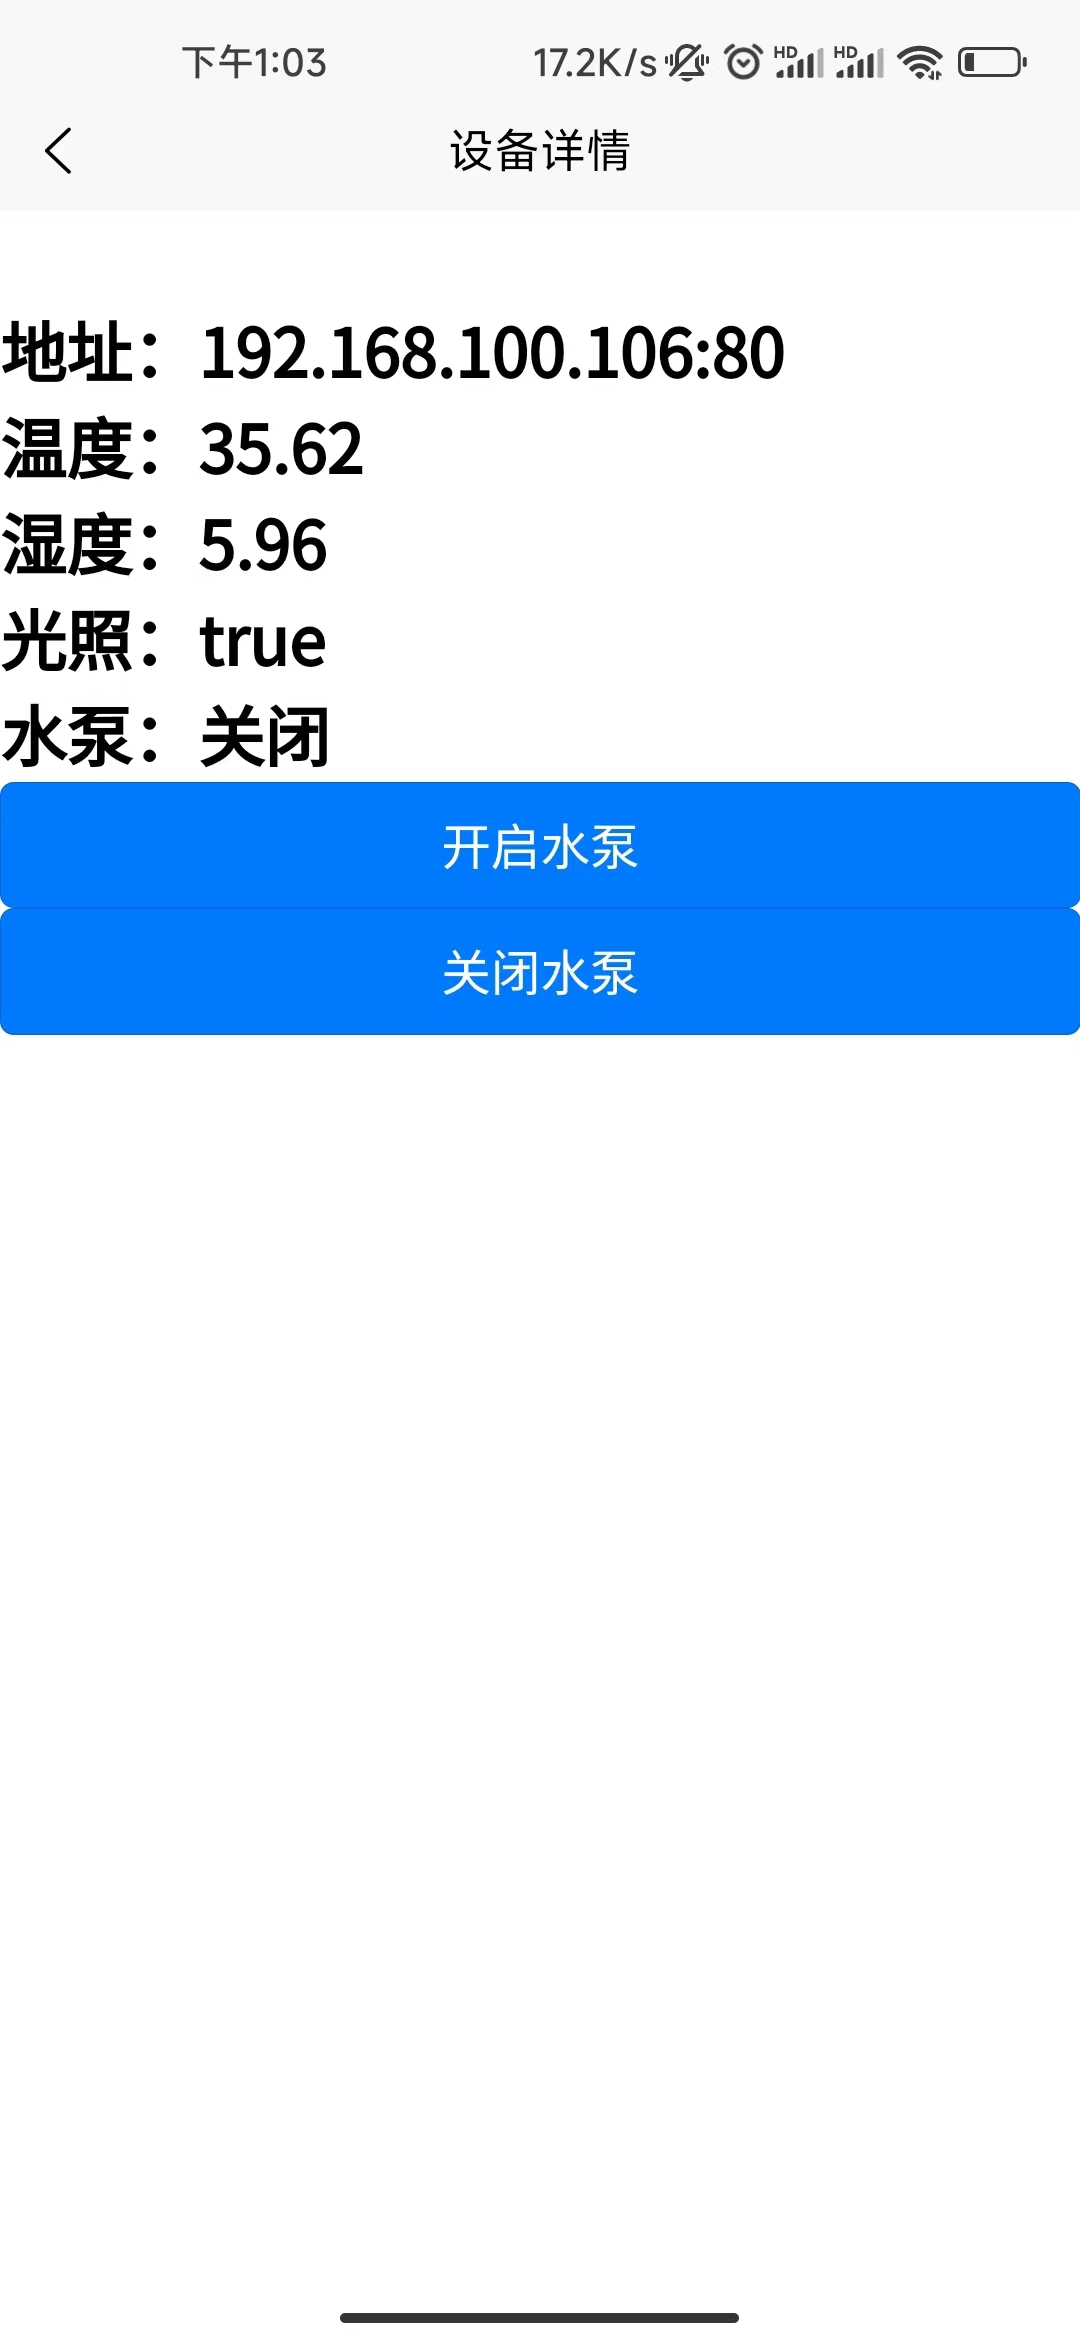 下午1:03 17.2K/s HD HD
设备详情
地址：192.168.100.106:80
温度：35.62
湿度：5.96
光照：true
水泵：关闭
开启水泵
关闭水泵